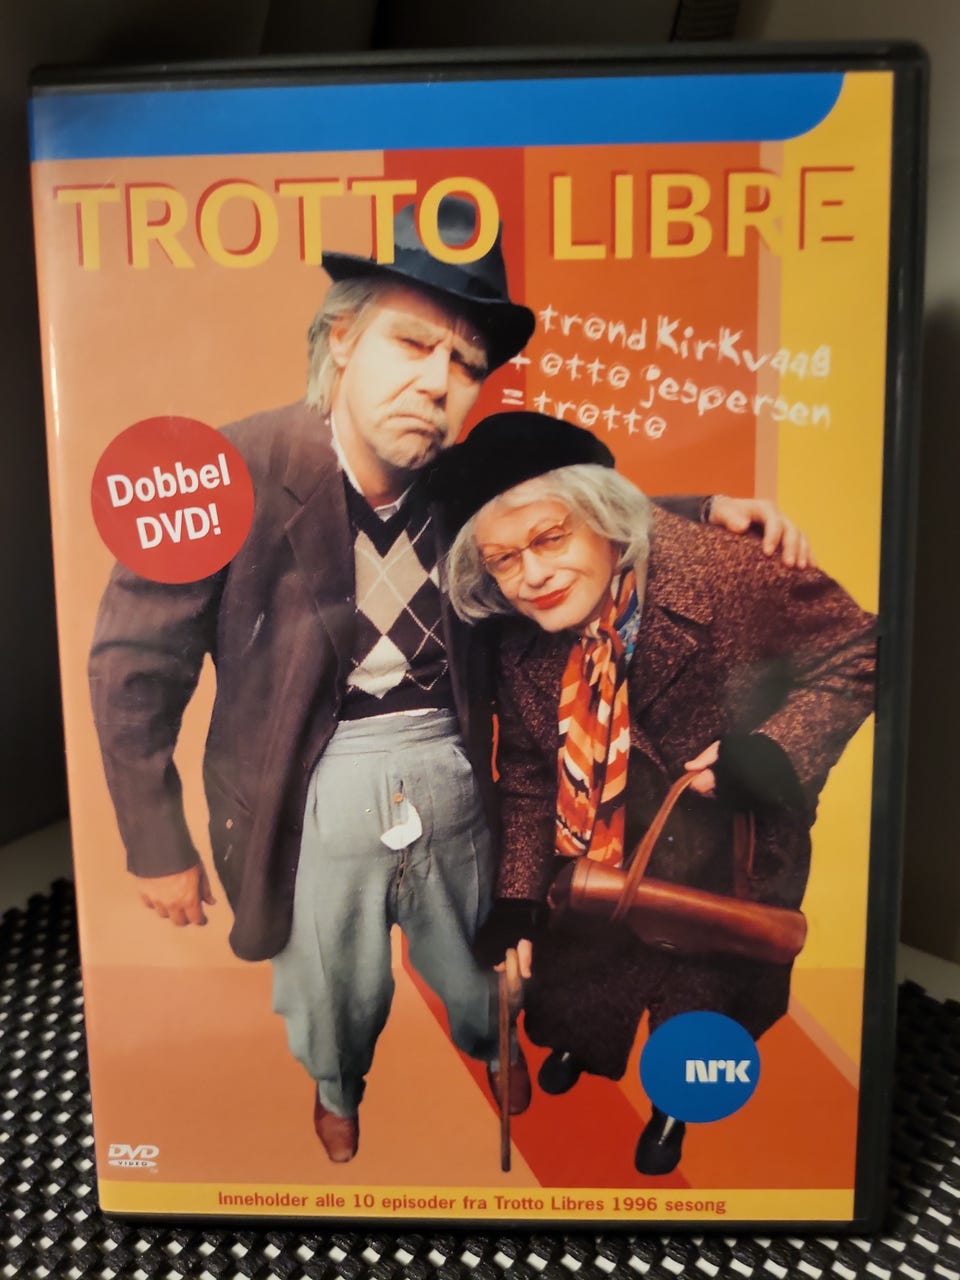 TROTTO LIBRE
trond Kirkvaag
+ otto jespersen
= trotto
Dobbel
DVD!
NRK
DVD
VIDEO
Inneholder alle 10 episoder fra Trotto Libres 1996 sesong